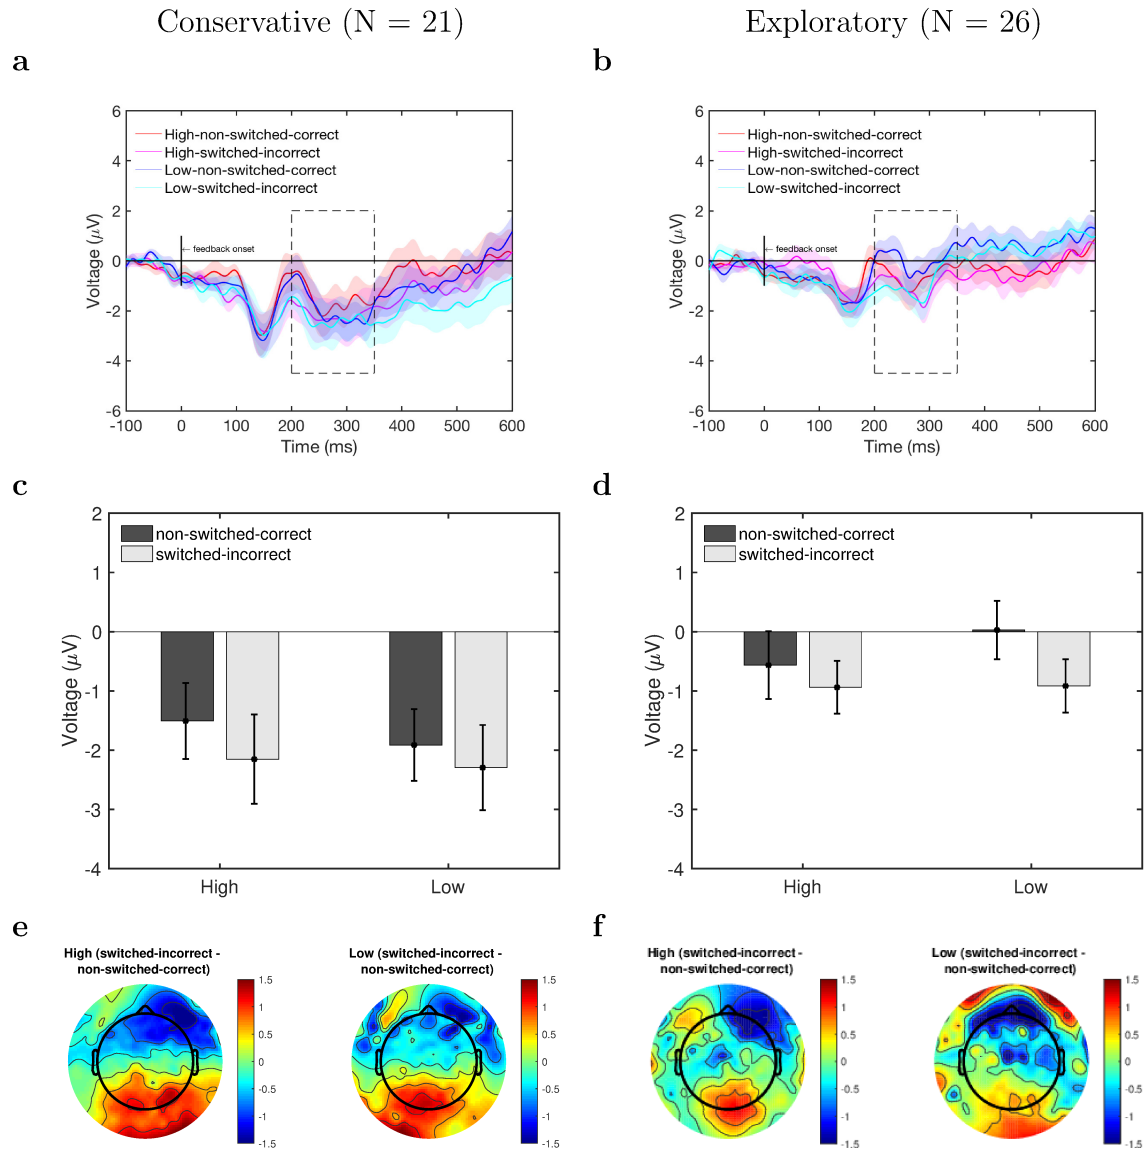 Conservative (N = 21)
Exploratory (N = 26)
a
b
6
4
2
0
-2
-4
-6
Voltage (μV)
High-non-switched-correct
High-switched-incorrect
Low-non-switched-correct
Low-switched-incorrect
← feedback onset
-100 0 100 200 300 400 500 600
Time (ms)
6
4
2
0
-2
-4
-6
Voltage (μV)
High-non-switched-correct
High-switched-incorrect
Low-non-switched-correct
Low-switched-incorrect
← feedback onset
-100 0 100 200 300 400 500 600
Time (ms)
c
d
2
1
0
-1
-2
-3
-4
Voltage (μV)
non-switched-correct
switched-incorrect
High Low
2
1
0
-1
-2
-3
-4
Voltage (μV)
non-switched-correct
switched-incorrect
High Low
e
f
High (switched-incorrect -
non-switched-correct)
1.5
1
0.5
0
-0.5
-1
-1.5
Low (switched-incorrect -
non-switched-correct)
1.5
1
0.5
0
-0.5
-1
-1.5
High (switched-incorrect -
non-switched-correct)
1.5
1
0.5
0
-0.5
-1
-1.5
Low (switched-incorrect -
non-switched-correct)
1.5
1
0.5
0
-0.5
-1
-1.5